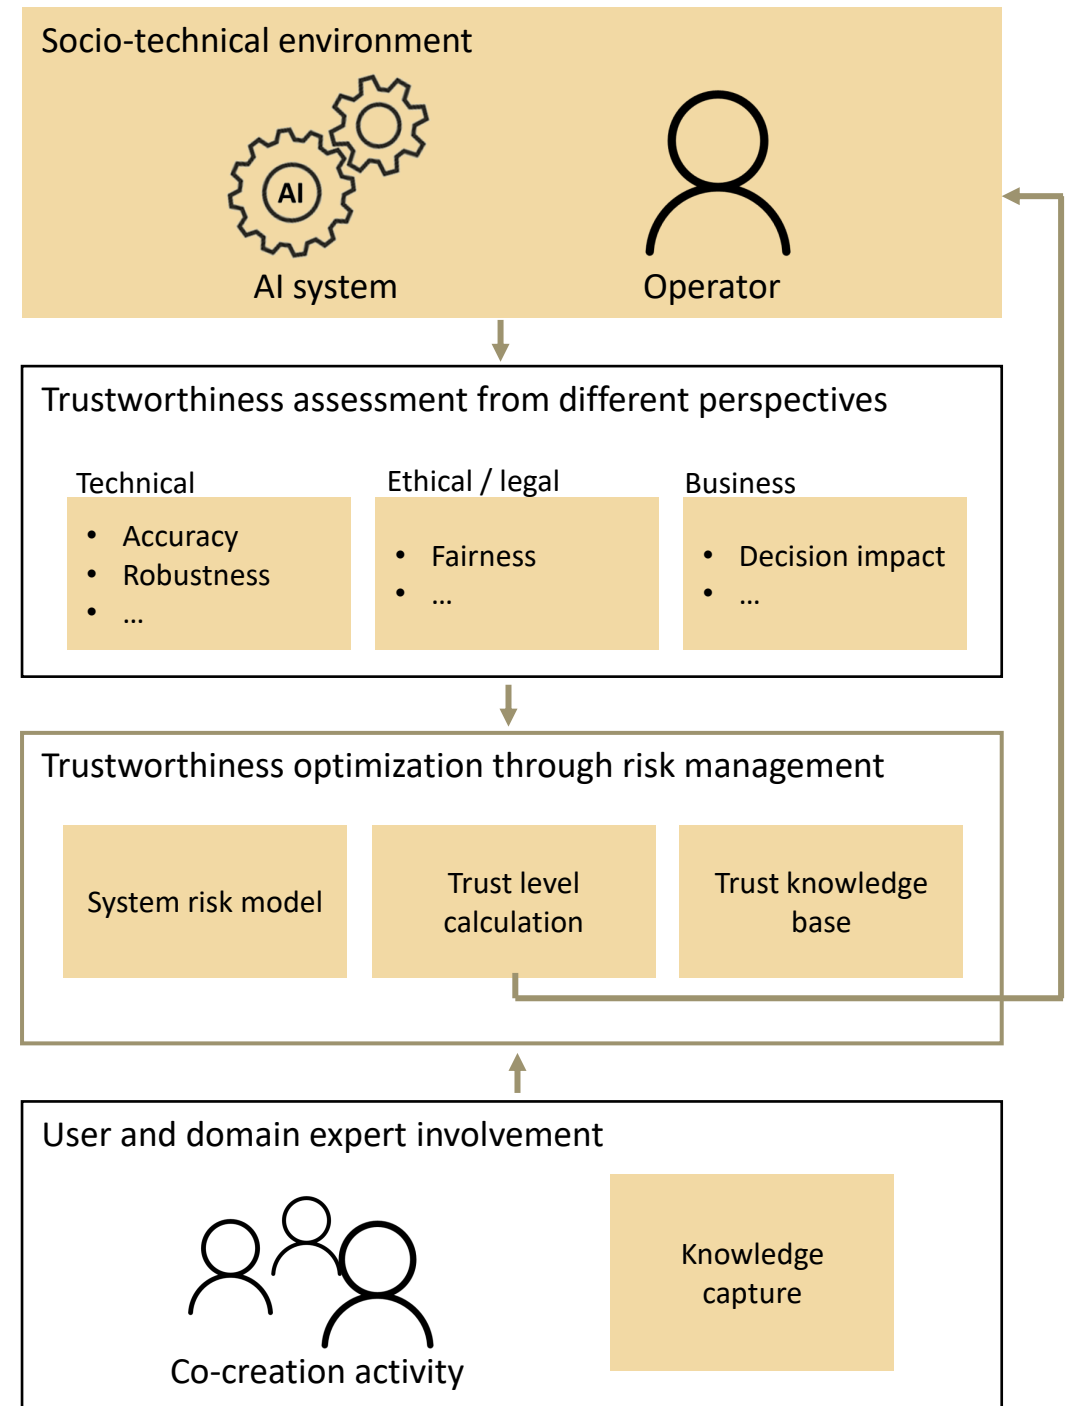 Socio-technical environment
AI
AI system
Operator
Trustworthiness assessment from different perspectives
Technical
• Accuracy
• Robustness
• ...
Ethical / legal
• Fairness
• ...
Business
• Decision impact
• ...
Trustworthiness optimization through risk management
System risk model
Trust level
calculation
Trust knowledge
base
User and domain expert involvement
Co-creation activity
Knowledge
capture